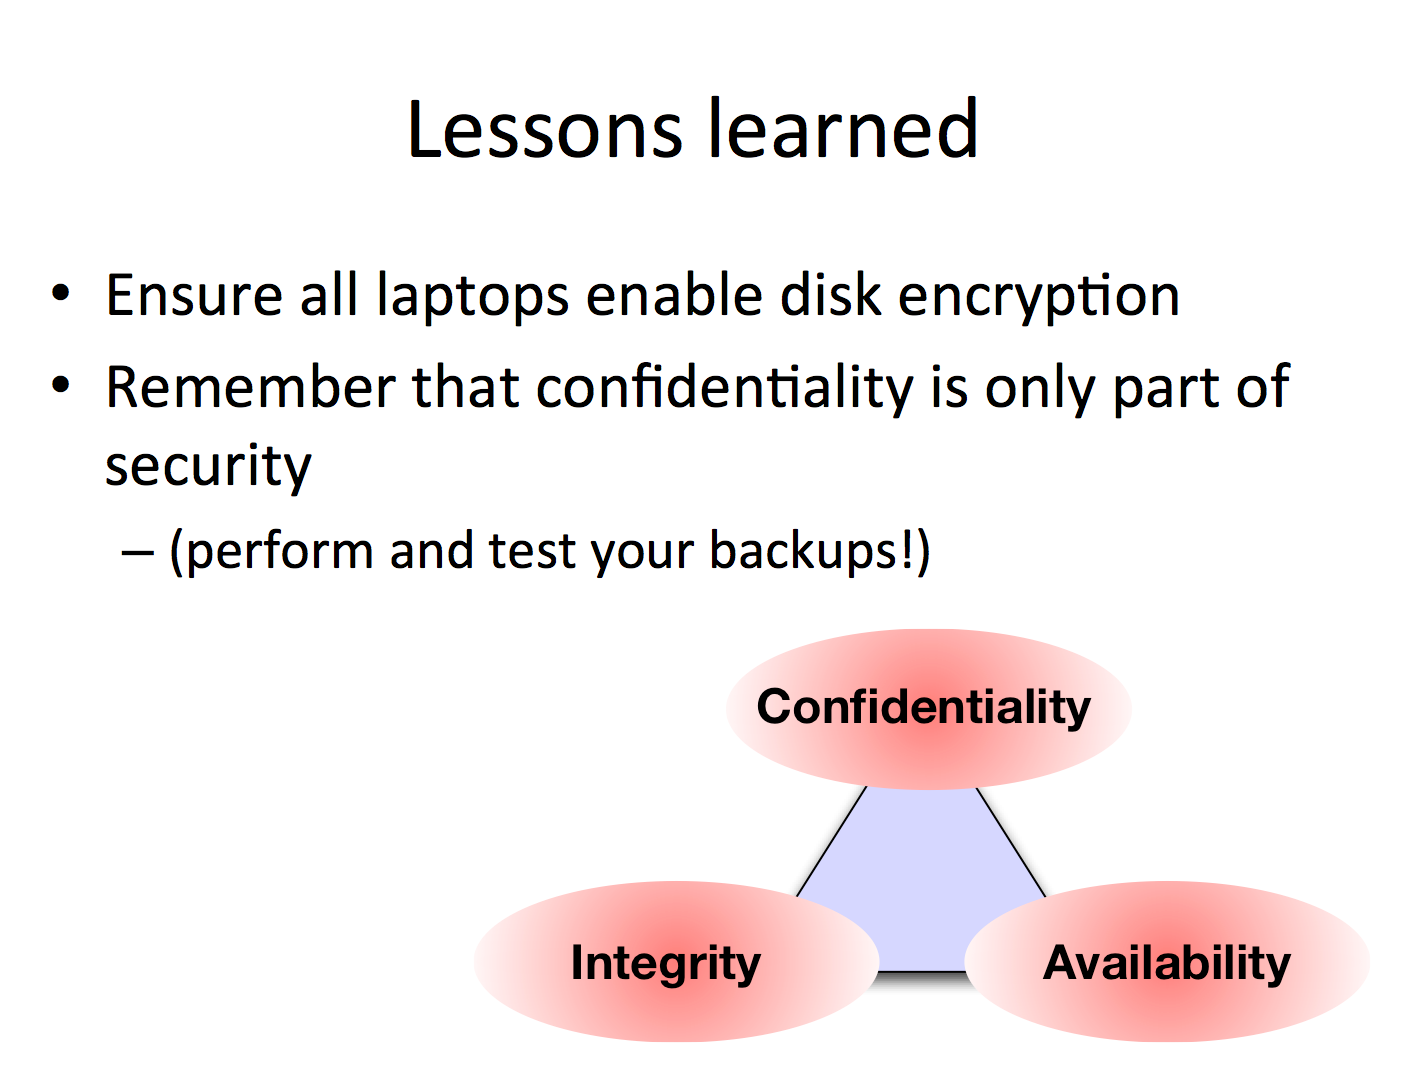 Lessons learned
• Ensure all laptops enable disk encryption
• Remember that confidentiality is only part of
security
– (perform and test your backups!)
Confidentiality
Integrity
Availability